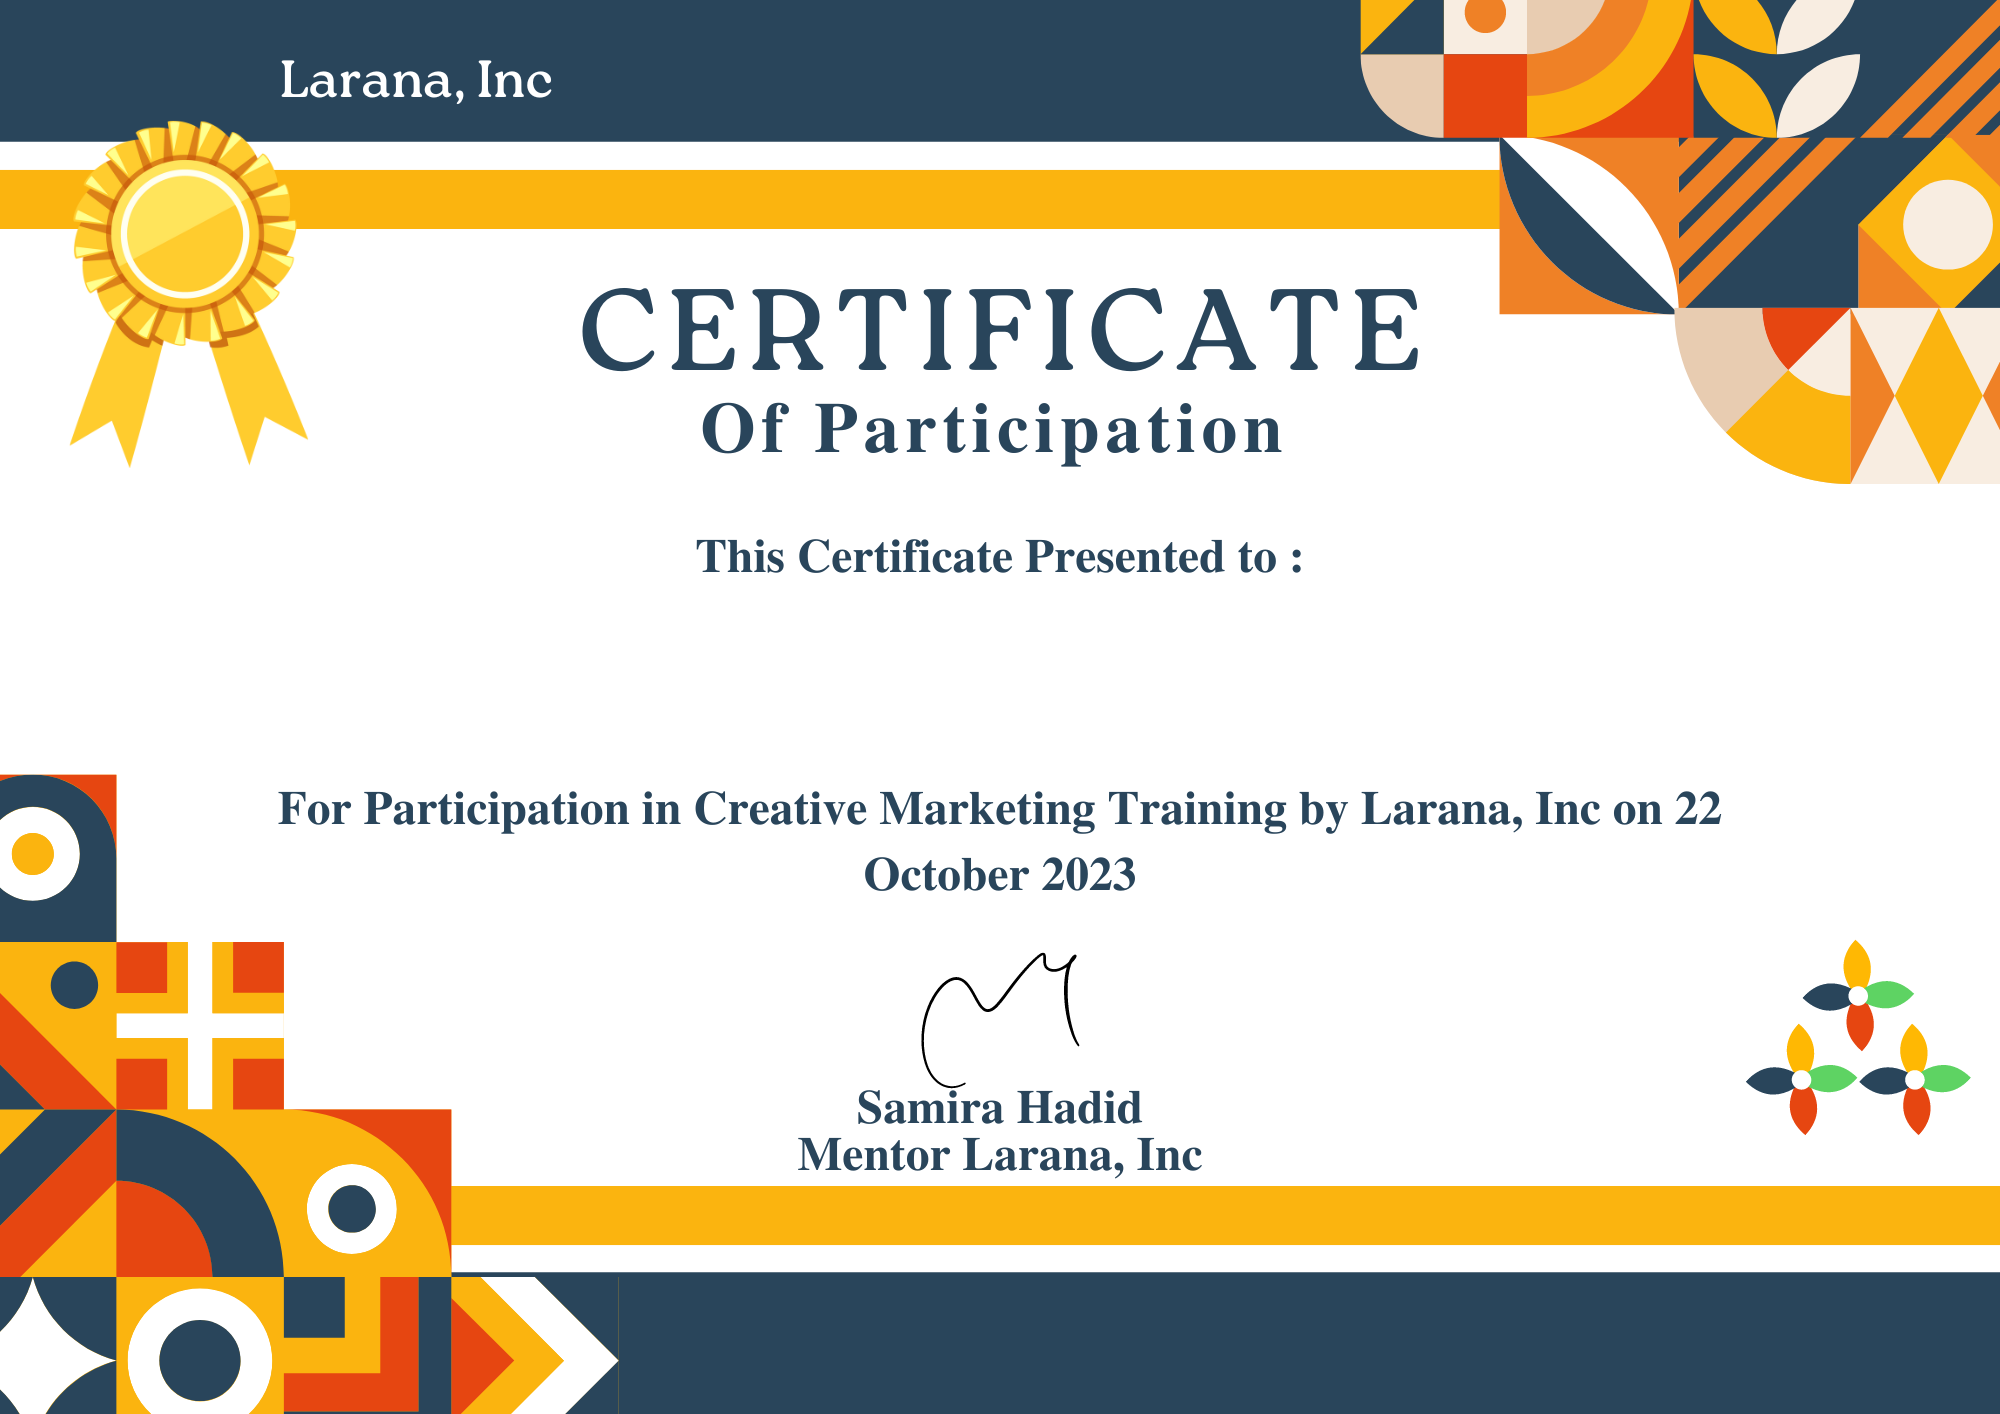 Larana, Inc
CERTIFICATE
Of Participation
This Certificate Presented to :
For Participation in Creative Marketing Training by Larana, Inc on 22
October 2023
Samira Hadid
Mentor Larana, Inc